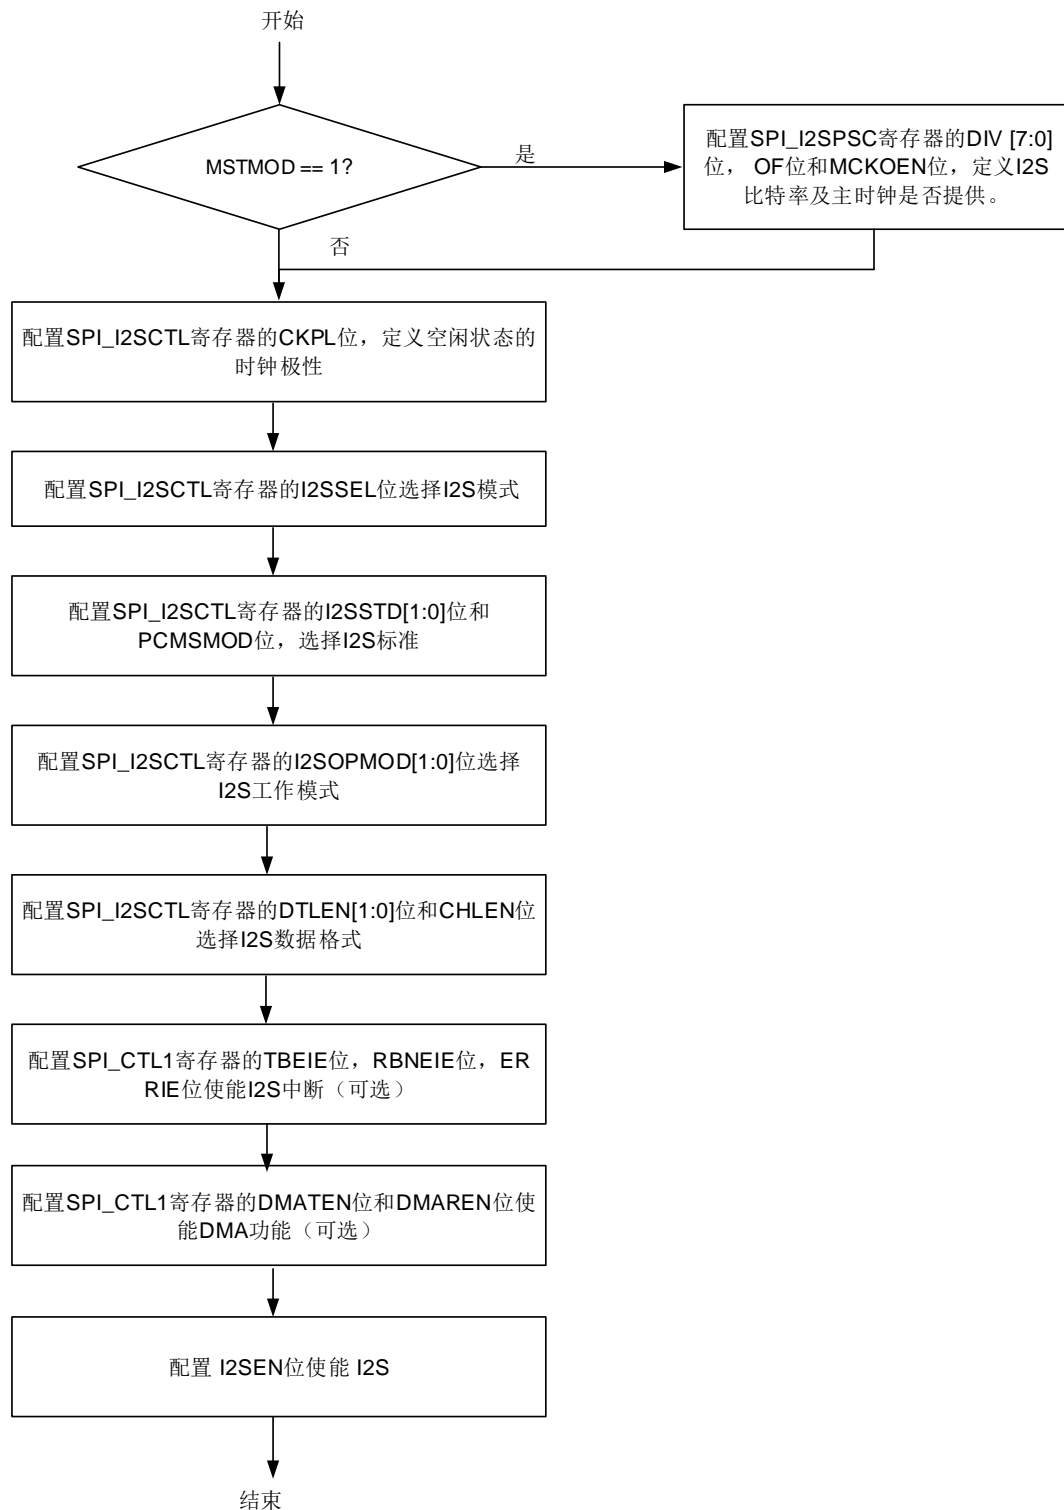 开始
MSTMOD == 1?
是
配置SPI_I2SPSC寄存器的DIV [7:0]
位， OF位和MCKOEN位，定义I2S
比特率及主时钟是否提供。
否
配置SPI_I2SCTL寄存器的CKPL位，定义空闲状态的
时钟极性
配置SPI_I2SCTL寄存器的I2SSEL位选择I2S模式
配置SPI_I2SCTL寄存器的I2SSTD[1:0]位和
PCMSMOD位，选择I2S标准
配置SPI_I2SCTL寄存器的I2SOPMOD[1:0]位选择
I2S工作模式
配置SPI_I2SCTL寄存器的DTLEN[1:0]位和CHLEN位
选择I2S数据格式
配置SPI_CTL1寄存器的TBEIE位，RBNEIE位，ER
RIE位使能I2S中断（可选）
配置SPI_CTL1寄存器的DMATEN位和DMAREN位使
能DMA功能（可选）
配置 I2SEN位使能 I2S
结束